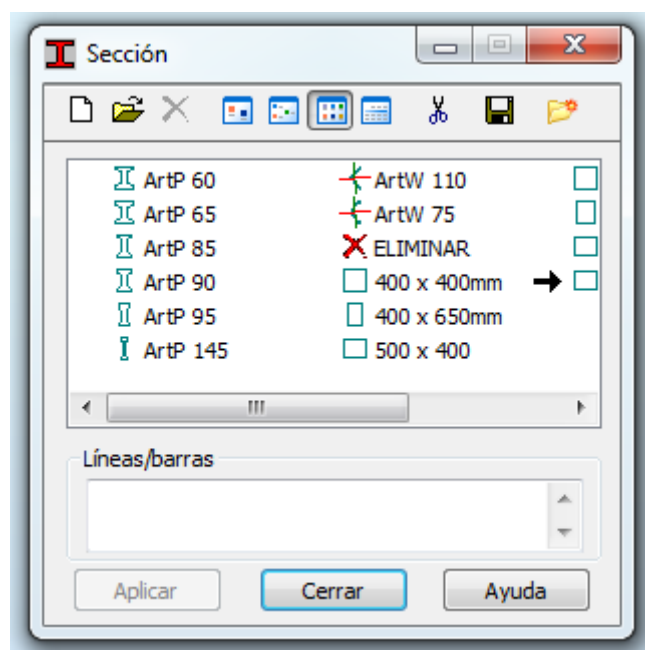 Sección
ArtP 60 ArtW 110
ArtP 65 ArtW 75
ArtP 85 ELIMINAR
ArtP 90 400 x 400mm
ArtP 95 400 x 650mm
ArtP 145 500 x 400
Líneas/barras
Aplicar Cerrar Ayuda